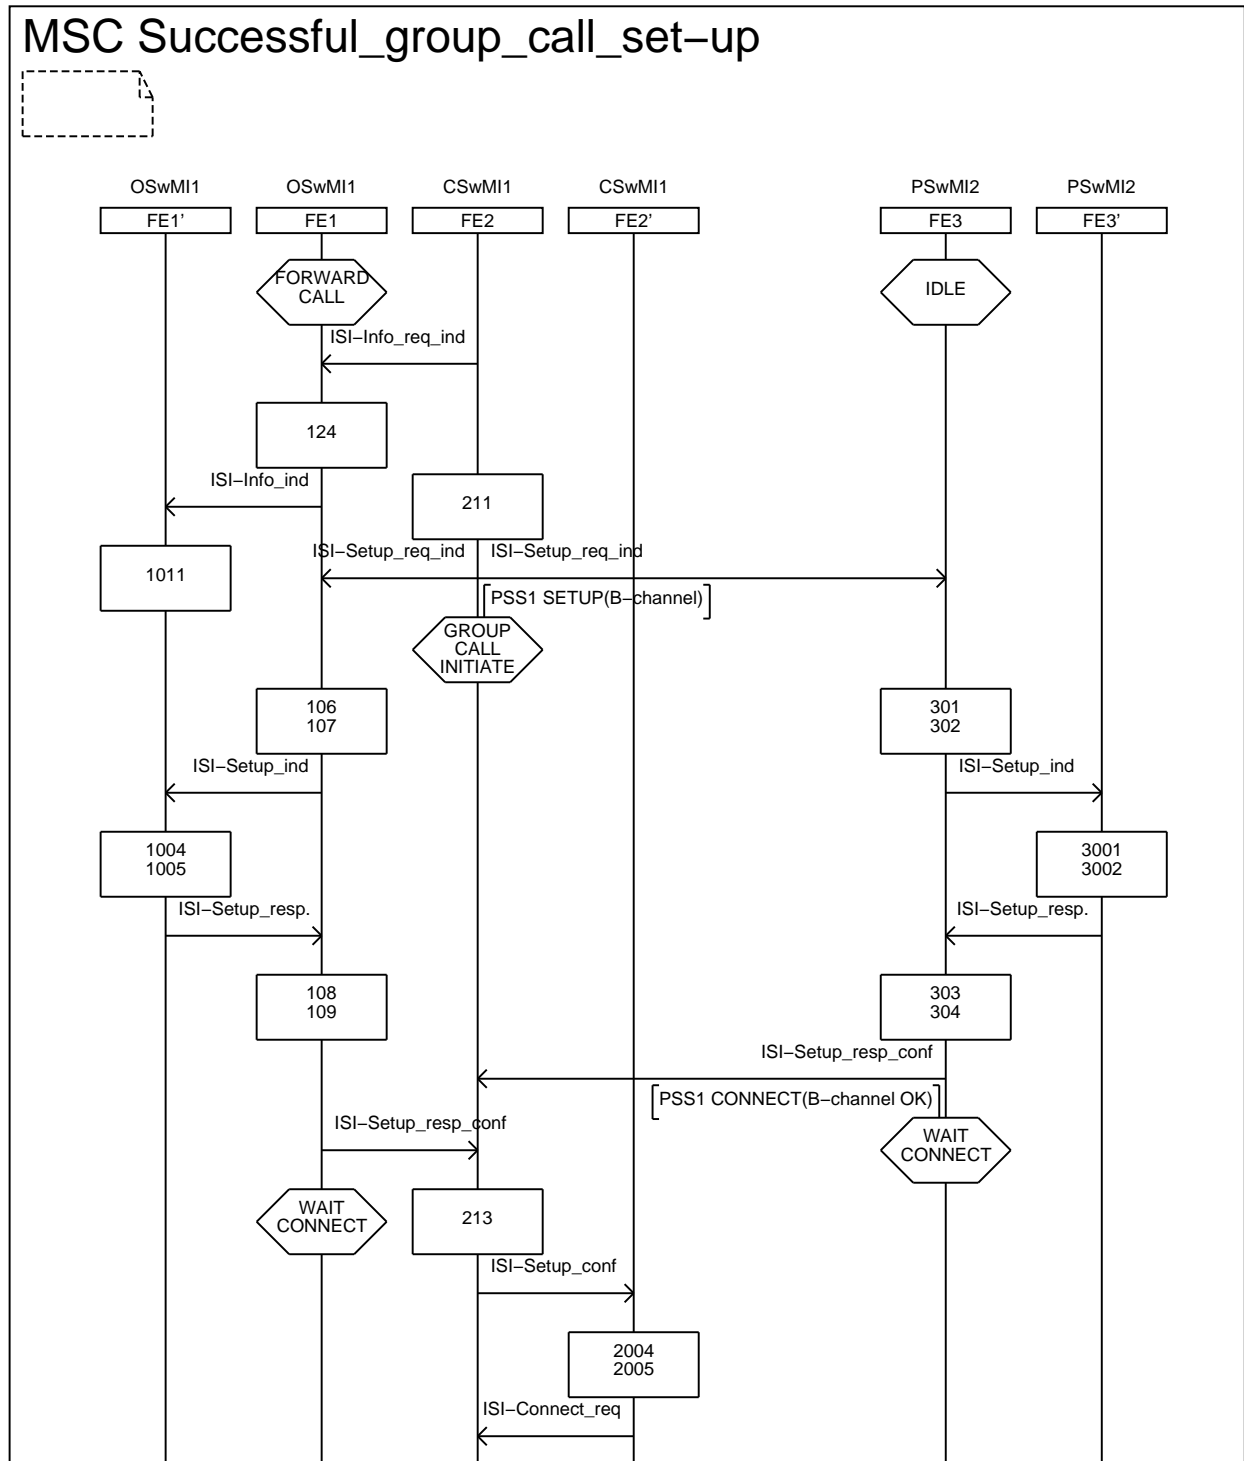 MSC Successful_group_call_set−up
OSwMI1 OSwMI1 CSwMI1 CSwMI1 PSwMI2 PSwMI2
FE1' FE1 FE2 FE2' FE3 FE3'
FORWARD
CALL
IDLE
ISI−Info_req_ind
124
ISI−Info_ind
211
ISI−Setup_req_ind ISI−Setup_req_ind
1011
PSS1 SETUP(B−channel)
GROUP
CALL
INITIATE
106
107
301
302
ISI−Setup_ind ISI−Setup_ind
1004
1005
3001
3002
ISI−Setup_resp. ISI−Setup_resp.
108
109
303
304
ISI−Setup_resp_conf
PSS1 CONNECT(B−channel OK)
ISI−Setup_resp_conf
WAIT
CONNECT
WAIT
CONNECT
213
ISI−Setup_conf
2004
2005
ISI−Connect_req